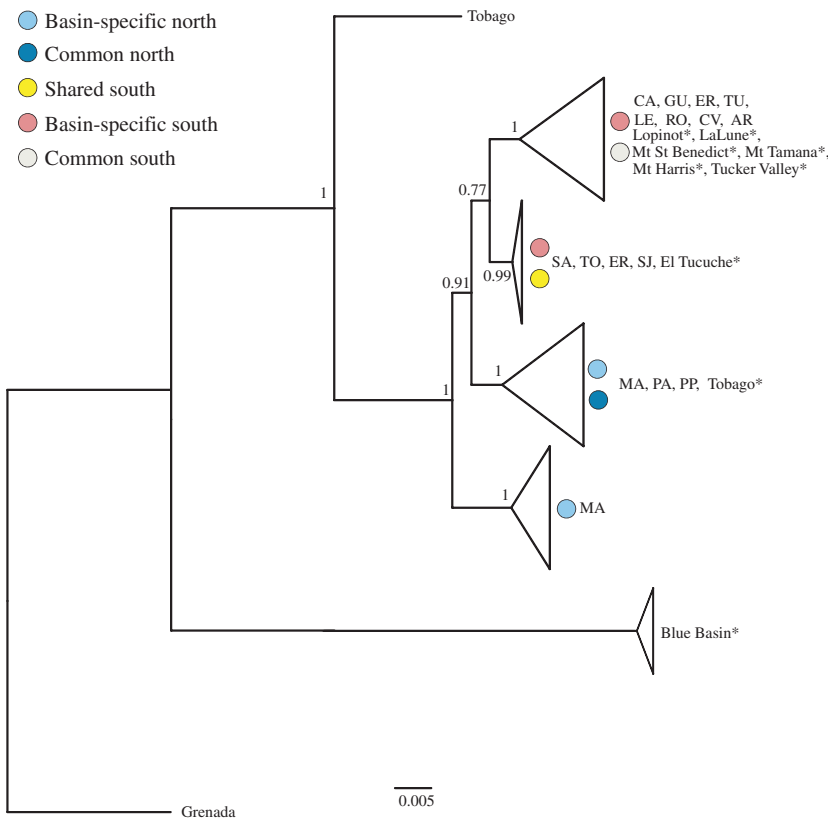 Basin-specific north
Common north
Shared south
Basin-specific south
Common south
Tobago
1
1
CA, GU, ER, TU,
LE, RO, CV, AR
Lopinot*, LaLune*,
Mt St Benedict*, Mt Tamana*,
Mt Harris*, Tucker Valley*
0.77
0.99
SA, TO, ER, SJ, El Tucuche*
0.91
1
MA, PA, PP, Tobago*
1
1
MA
Blue Basin*
0.005
Grenada